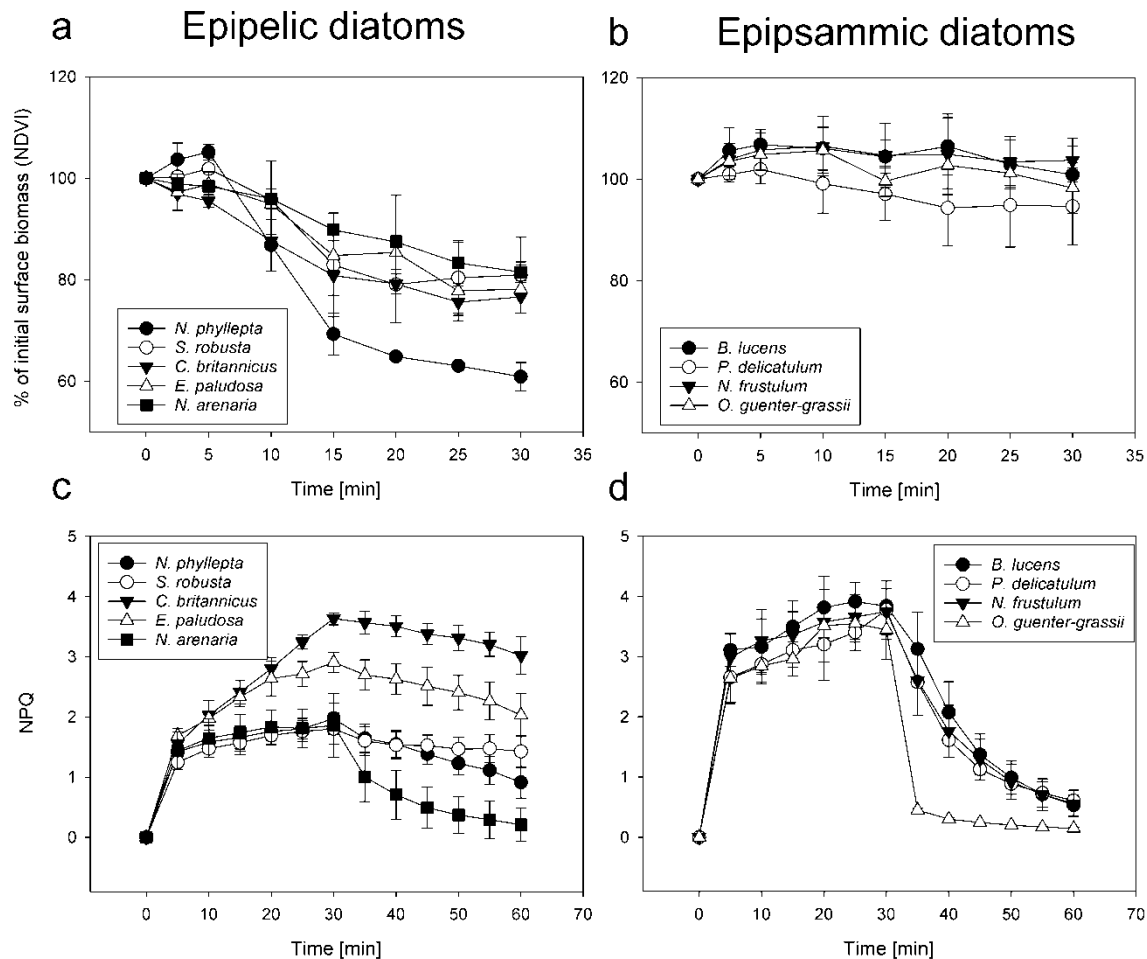 a Epipelic diatoms
b Epipsammic diatoms
% of initial surface biomass (NDVI)
120
100
80
60
N. phyllepta
S. robusta
C. britannicus
E. paludosa
N. arenaria
0 5 10 15 20 25 30 35
Time [min]
120
100
80
60
B. lucens
P. delicatulum
N. frustulum
O. guenter-grassii
0 5 10 15 20 25 30 35
Time [min]
c
NPQ
5
4
3
2
1
0
N. phyllepta
S. robusta
C. britannicus
E. paludosa
N. arenaria
0 10 20 30 40 50 60 70
Time [min]
d
5
4
3
2
1
0
B. lucens
P. delicatulum
N. frustulum
O. guenter-grassii
0 10 20 30 40 50 60 70
Time [min]